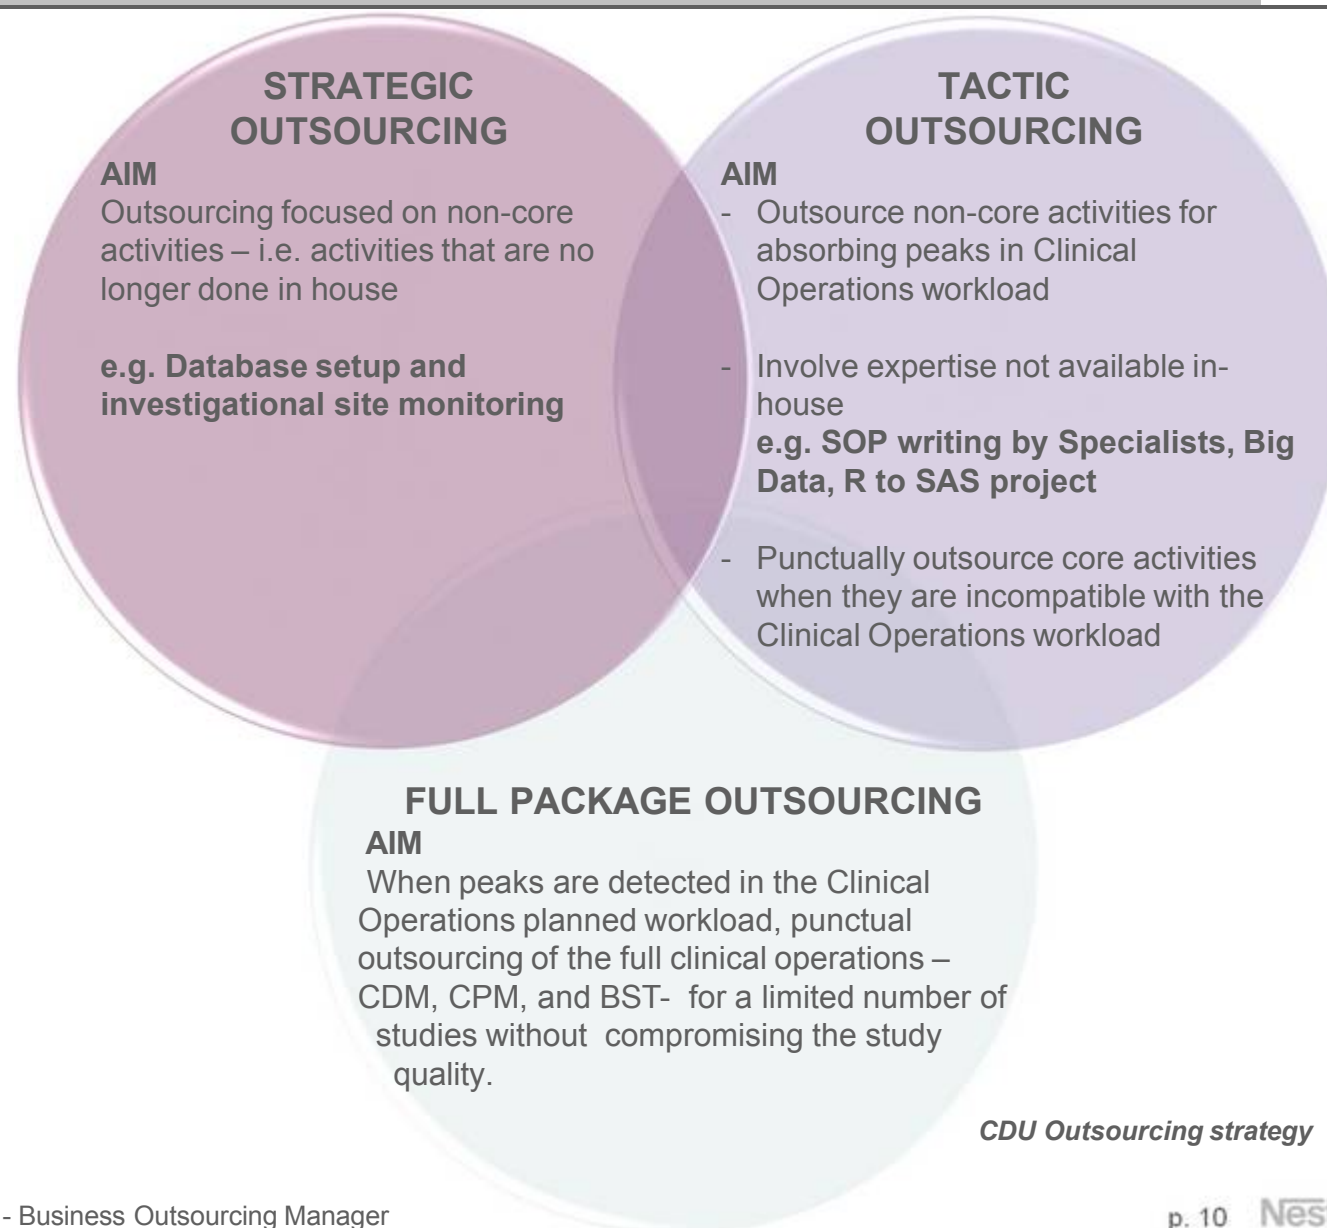 STRATEGIC
OUTSOURCING
AIM
Outsourcing focused on non-core
activities – i.e. activities that are no
longer done in house
e.g. Database setup and
investigational site monitoring
TACTIC
OUTSOURCING
AIM
- Outsource non-core activities for
absorbing peaks in Clinical
Operations workload
- Involve expertise not available in-
house
e.g. SOP writing by Specialists, Big
Data, R to SAS project
- Punctually outsource core activities
when they are incompatible with the
Clinical Operations workload
FULL PACKAGE OUTSOURCING
AIM
When peaks are detected in the Clinical
Operations planned workload, punctual
outsourcing of the full clinical operations –
CDM, CPM, and BST- for a limited number of
studies without compromising the study
quality.
CDU Outsourcing strategy
- Business Outsourcing Manager
p. 10 Nes